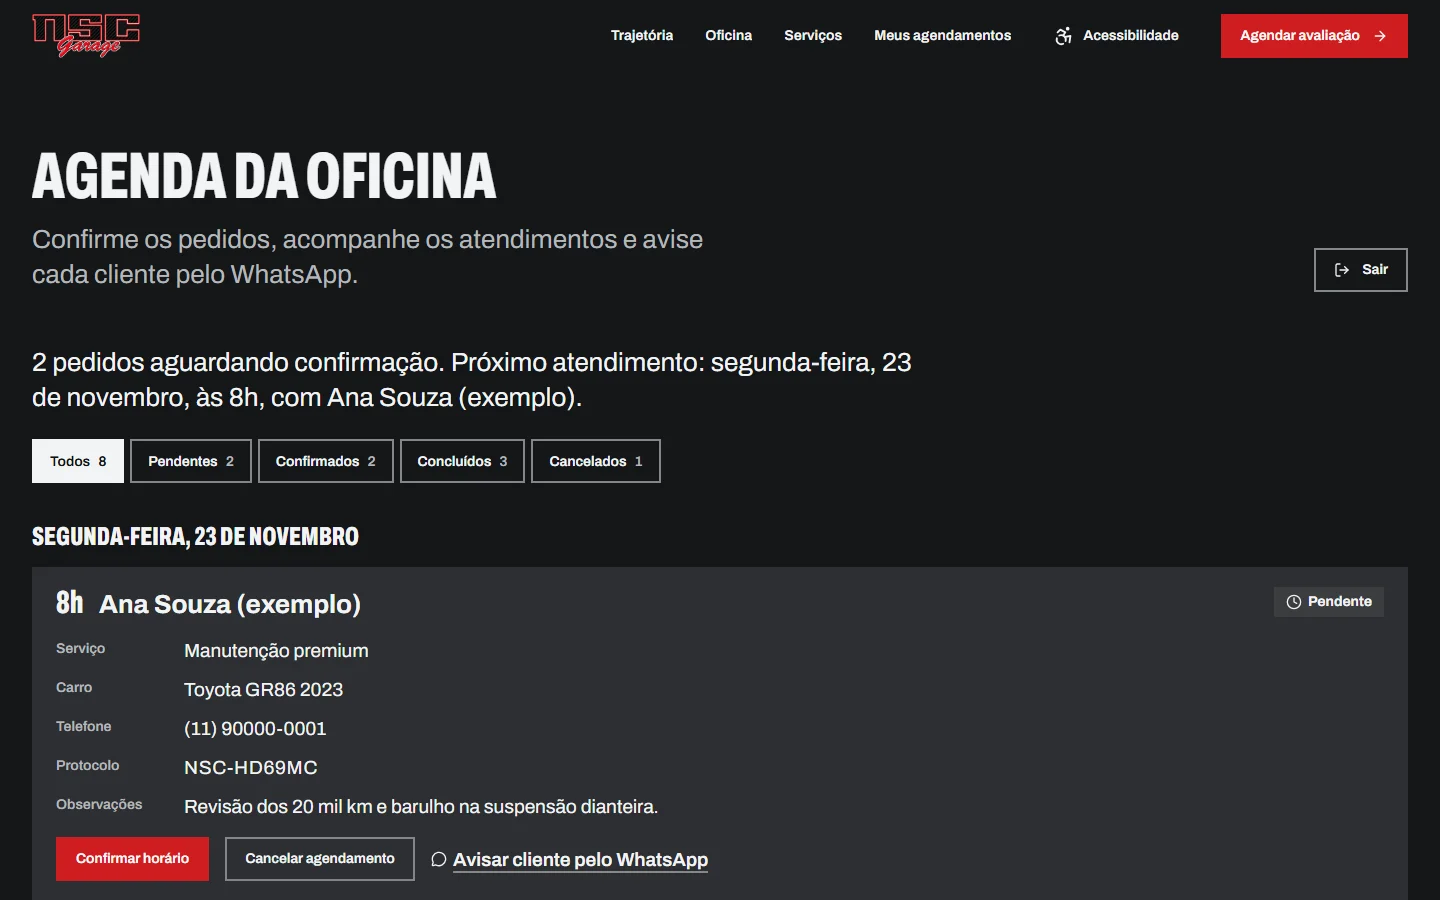 NSC
Garage
Trajetória
Oficina
Serviços
Meus agendamentos
Acessibilidade
Agendar avaliação
AGENDA DA OFICINA
Confirme os pedidos, acompanhe os atendimentos e avise
cada cliente pelo WhatsApp.
Sair
2 pedidos aguardando confirmação. Próximo atendimento: segunda-feira, 23
de novembro, às 8h, com Ana Souza (exemplo).
Todos 8
Pendentes 2
Confirmados 2
Concluídos 3
Cancelados 1
SEGUNDA-FEIRA, 23 DE NOVEMBRO
8h Ana Souza (exemplo)
Pendente
Serviço Manutenção premium
Carro Toyota GR86 2023
Telefone (11) 90000-0001
Protocolo NSC-HD69MC
Observações Revisão dos 20 mil km e barulho na suspensão dianteira.
Confirmar horário
Cancelar agendamento
Avisar cliente pelo WhatsApp